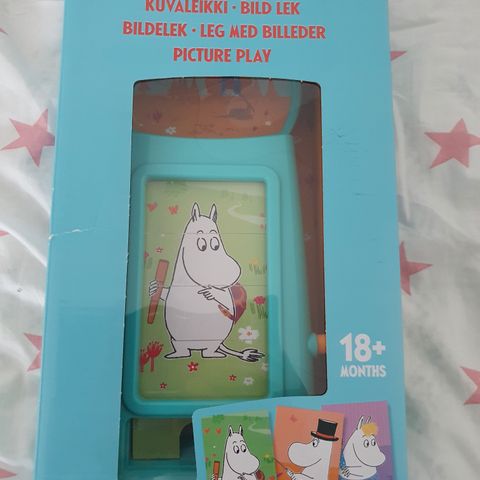 KUVALEIKKI · BILD LEK
BILDELEK · LEG MED BILLEDER
PICTURE PLAY
18+
MONTHS